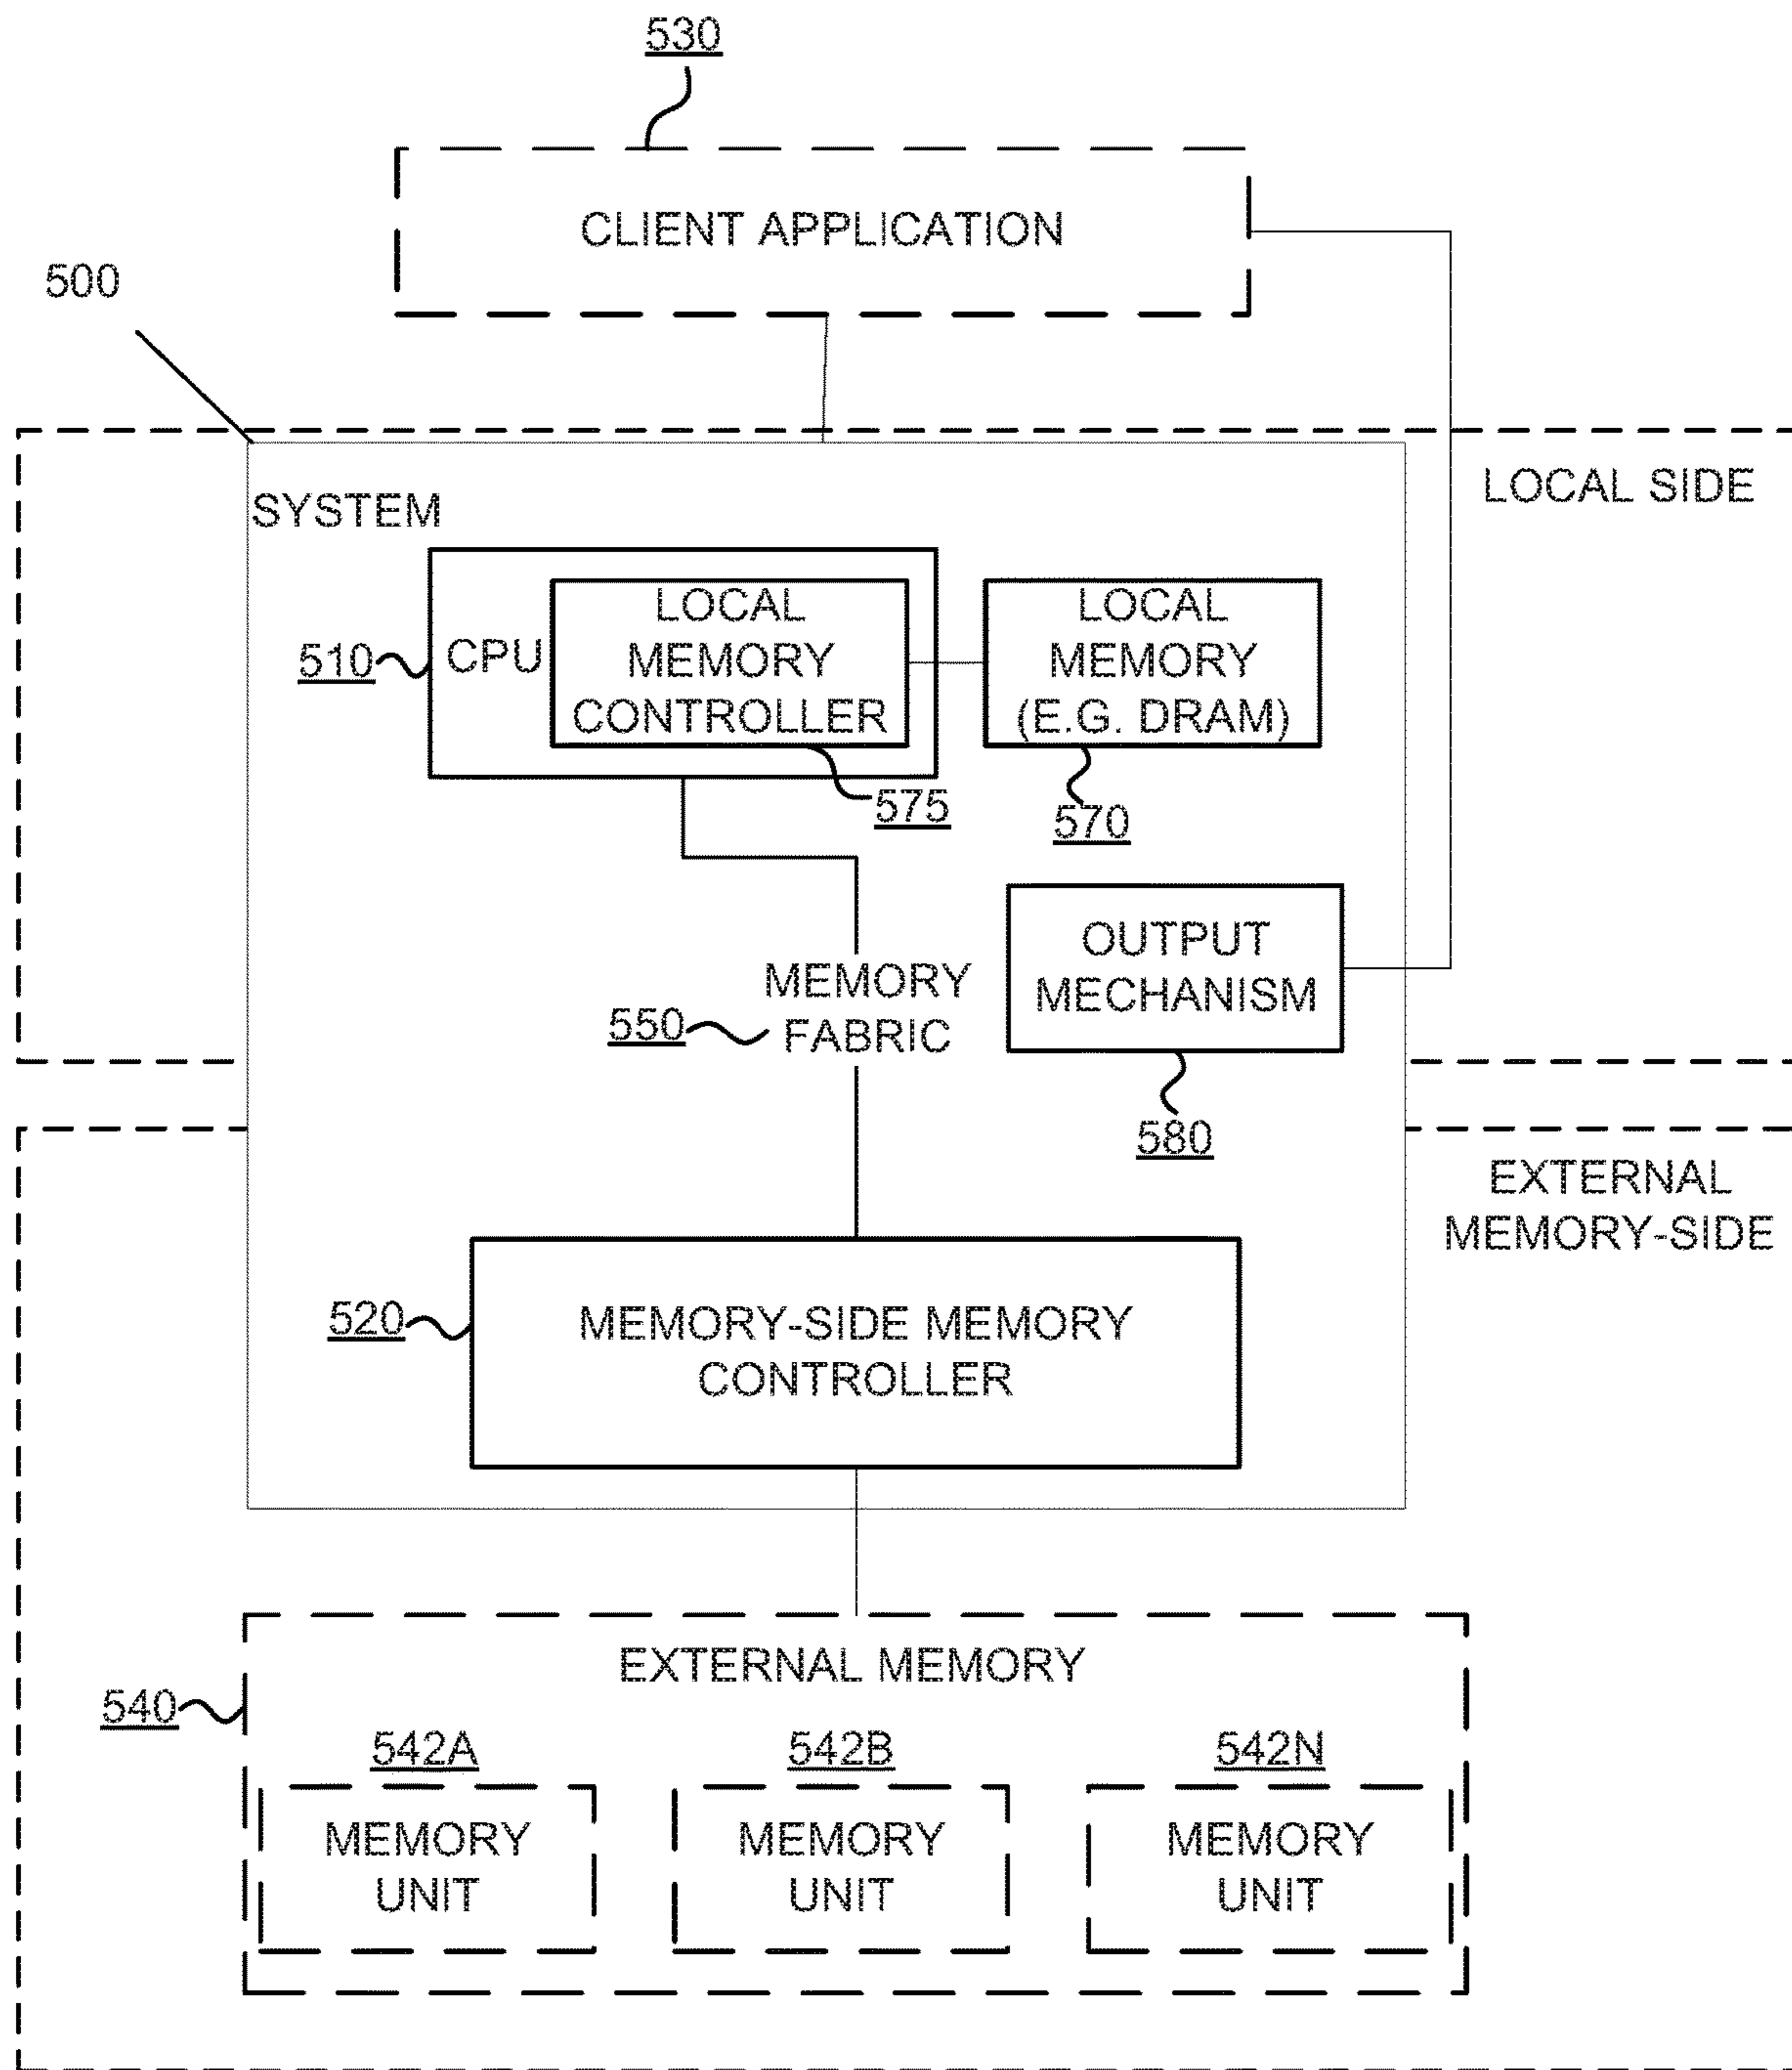 530
CLIENT APPLICATION
500
LOCAL SIDE
SYSTEM
510
CPU
LOCAL
MEMORY
CONTROLLER
LOCAL
MEMORY
(E.G. DRAM)
575
570
OUTPUT
MECHANISM
MEMORY
FABRIC
550
580
EXTERNAL
MEMORY-SIDE
520
MEMORY-SIDE MEMORY
CONTROLLER
EXTERNAL MEMORY
540
542A
542B
542N
MEMORY
UNIT
MEMORY
UNIT
MEMORY
UNIT